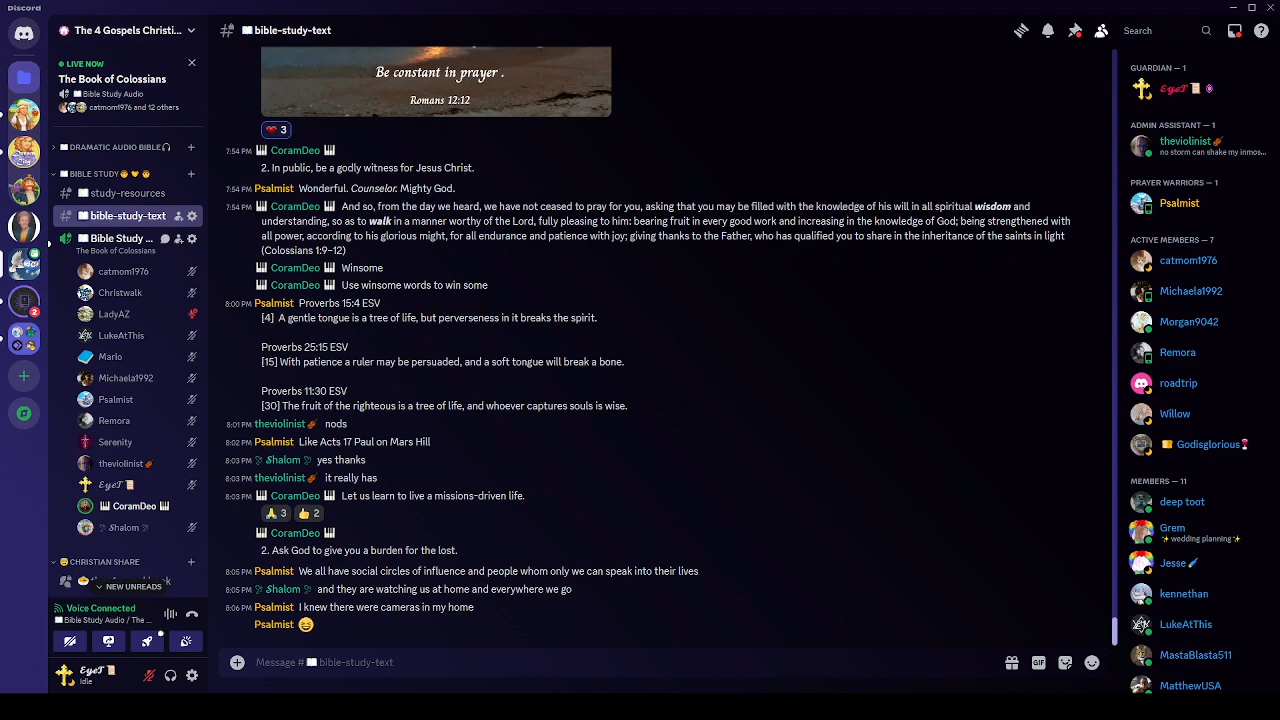 Discord
The 4 Gospels Christi...
LIVE NOW
The Book of Colossians
Bible Study Audio
catmom1976 and 12 others
DRAMATIC AUDIO BIBLE
BIBLE STUDY
study-resources
bible-study-text
Bible Study ...
The Book of Colossians
catmom1976
Christwalk
LadyAZ
LukeAtThis
Marlo
Michaela1992
Psalmist
Remora
Serenity
theviolinist
EyeT
CoramDeo
Shalom
CHRISTIAN SHARE
NEW UNREADS
Voice Connected
Bible Study Audio / The ...
EyeT
Idle
2
bible-study-text
Search
Be constant in prayer .
Romans 12:12
3
7:54 PM CoramDeo
2. In public, be a godly witness for Jesus Christ.
7:54 PM Psalmist Wonderful. Counselor. Mighty God.
7:54 PM CoramDeo And so, from the day we heard, we have not ceased to pray for you, asking that you may be filled with the knowledge of his will in all spiritual wisdom and
understanding, so as to walk in a manner worthy of the Lord, fully pleasing to him: bearing fruit in every good work and increasing in the knowledge of God; being strengthened with
all power, according to his glorious might, for all endurance and patience with joy; giving thanks to the Father, who has qualified you to share in the inheritance of the saints in light
(Colossians 1:9–12)
CoramDeo Winsome
CoramDeo Use winsome words to win some
8:00 PM Psalmist Proverbs 15:4 ESV
[4] A gentle tongue is a tree of life, but perverseness in it breaks the spirit.
Proverbs 25:15 ESV
[15] With patience a ruler may be persuaded, and a soft tongue will break a bone.
Proverbs 11:30 ESV
[30] The fruit of the righteous is a tree of life, and whoever captures souls is wise.
8:01 PM theviolinist nods
8:02 PM Psalmist Like Acts 17 Paul on Mars Hill
8:03 PM Shalom yes thanks
8:03 PM theviolinist it really has
8:03 PM CoramDeo Let us learn to live a missions-driven life.
3 2
CoramDeo
2. Ask God to give you a burden for the lost.
8:05 PM Psalmist We all have social circles of influence and people whom only we can speak into their lives
8:05 PM Shalom and they are watching us at home and everywhere we go
8:06 PM Psalmist I knew there were cameras in my home
Psalmist
Message # bible-study-text
GIF
GUARDIAN — 1
EyeT
ADMIN ASSISTANT — 1
theviolinist
no storm can shake my inmos...
PRAYER WARRIORS — 1
Psalmist
ACTIVE MEMBERS — 7
catmom1976
Michaela1992
Morgan9042
Remora
roadtrip
Willow
Godisglorious
MEMBERS — 11
deep toot
Grem
wedding planning
Jesse
kennethan
LukeAtThis
MastaBlasta511
MatthewUSA